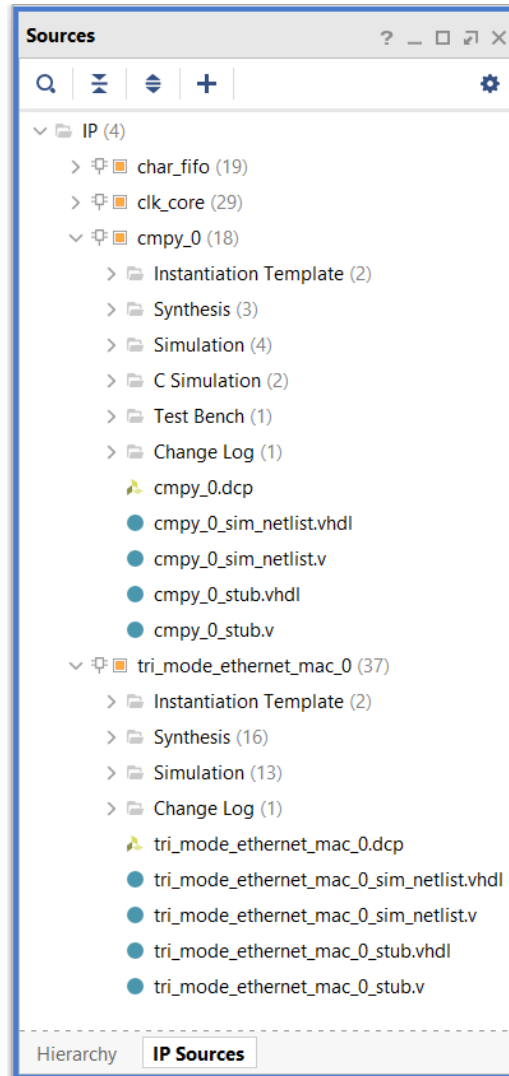 Sources
IP (4)
char_fifo (19)
clk_core (29)
cmpy_0 (18)
Instantiation Template (2)
Synthesis (3)
Simulation (4)
C Simulation (2)
Test Bench (1)
Change Log (1)
cmpy_0.dcp
cmpy_0_sim_netlist.vhdl
cmpy_0_sim_netlist.v
cmpy_0_stub.vhdl
cmpy_0_stub.v
tri_mode_ethernet_mac_0 (37)
Instantiation Template (2)
Synthesis (16)
Simulation (13)
Change Log (1)
tri_mode_ethernet_mac_0.dcp
tri_mode_ethernet_mac_0_sim_netlist.vhdl
tri_mode_ethernet_mac_0_sim_netlist.v
tri_mode_ethernet_mac_0_stub.vhdl
tri_mode_ethernet_mac_0_stub.v
Hierarchy IP Sources